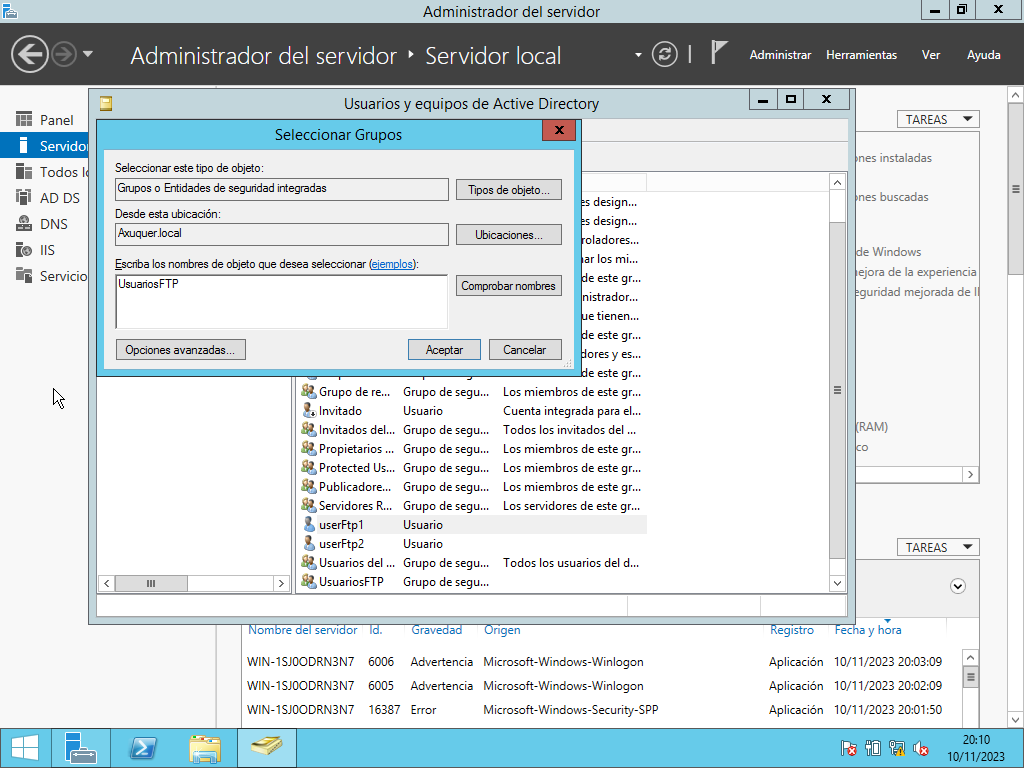 Administrador del servidor
Administrador del servidor ‣ Servidor local
Administrar Herramientas Ver Ayuda
Usuarios y equipos de Active Directory
Seleccionar Grupos
Seleccionar este tipo de objeto:
Grupos o Entidades de seguridad integradas
Tipos de objeto...
Desde esta ubicación:
Axuquer.local
Ubicaciones...
Escriba los nombres de objeto que desea seleccionar (ejemplos):
UsuariosFTP
Comprobar nombres
Opciones avanzadas...
Aceptar
Cancelar
Panel
Servido
Todos l
AD DS
DNS
IIS
Servicio
es design...
es design...
roladores...
nar los mi...
de este gr...
nistrador...
ue tienen...
de este gr...
dores y es...
de este gr...
Grupo de re... Grupo de segu... Los miembros de este gr...
Invitado Usuario Cuenta integrada para el...
Invitados del... Grupo de segu... Todos los invitados del ...
Propietarios ... Grupo de segu... Los miembros de este gr...
Protected Us... Grupo de segu... Los miembros de este gr...
Publicadore... Grupo de segu... Los miembros de este gr...
Servidores R... Grupo de segu... Los servidores de este gr...
userFtp1 Usuario
userFtp2 Usuario
Usuarios del ... Grupo de segu... Todos los usuarios del d...
UsuariosFTP Grupo de segu...
TAREAS
ones instaladas
ones buscadas
de Windows
ejora de la experiencia
eguridad mejorada de II
(RAM)
co
TAREAS
Nombre del servidor Id. Gravedad Origen Registro Fecha y hora
WIN-1SJ0ODRN3N7 6006 Advertencia Microsoft-Windows-Winlogon Aplicación 10/11/2023 20:03:09
WIN-1SJ0ODRN3N7 6005 Advertencia Microsoft-Windows-Winlogon Aplicación 10/11/2023 20:02:09
WIN-1SJ0ODRN3N7 16387 Error Microsoft-Windows-Security-SPP Aplicación 10/11/2023 20:01:50
20:10
10/11/2023